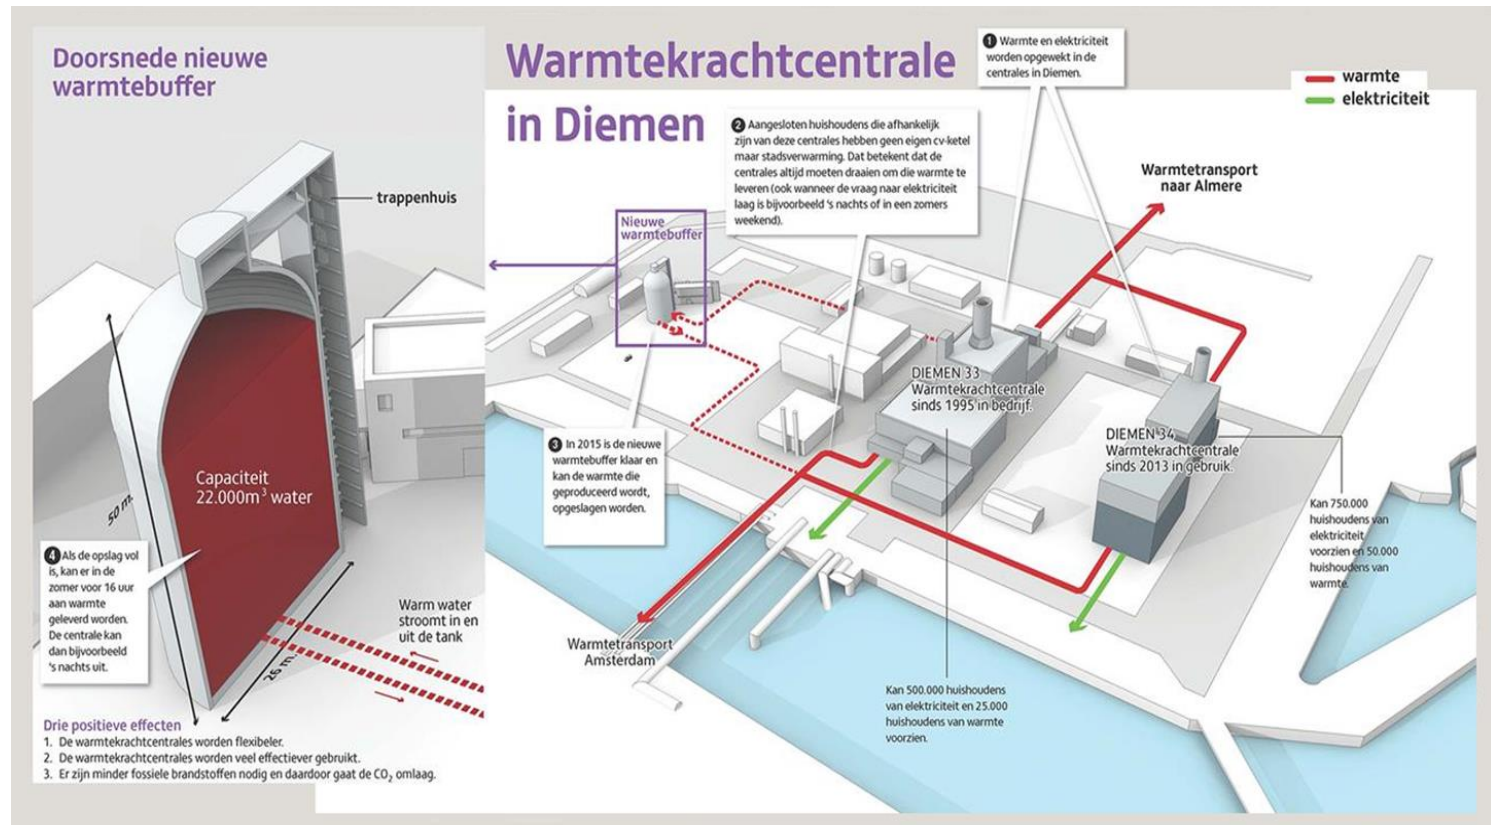 Doorsnede nieuwe
warmtebuffer
trappenhuis
Capaciteit
22.000m³ water
50 m.
26 m.
❹ Als de opslag vol
is, kan er in de
zomer voor 16 uur
aan warmte
geleverd worden.
De centrale kan
dan bijvoorbeeld
's nachts uit.
Warm water
stroomt in en
uit de tank
Drie positieve effecten
1. De warmtekrachtcentrales worden flexibeler.
2. De warmtekrachtcentrales worden veel effectiever gebruikt.
3. Er zijn minder fossiele brandstoffen nodig en daardoor gaat de CO₂ omlaag.
Warmtekrachtcentrale
in Diemen
❶ Warmte en elektriciteit
worden opgewekt in de
centrales in Diemen.
warmte
elektriciteit
❷ Aangesloten huishoudens die afhankelijk
zijn van deze centrales hebben geen eigen cv-ketel
maar stadsverwarming. Dat betekent dat de
centrales altijd moeten draaien om die warmte te
leveren (ook wanneer de vraag naar elektriciteit
laag is bijvoorbeeld 's nachts of in een zomers
weekend).
Warmtetransport
naar Almere
Nieuwe
warmtebuffer
DIEMEN 33
Warmtekrachtcentrale
sinds 1995 in bedrijf.
DIEMEN 34
Warmtekrachtcentrale
sinds 2013 in gebruik.
❸ In 2015 is de nieuwe
warmtebuffer klaar en
kan de warmte die
geproduceerd wordt,
opgeslagen worden.
Kan 750.000
huishoudens van
elektriciteit
voorzien en 50.000
huishoudens van
warmte.
Warmtetransport
Amsterdam
Kan 500.000 huishoudens
van elektriciteit en 25.000
huishoudens van warmte
voorzien.